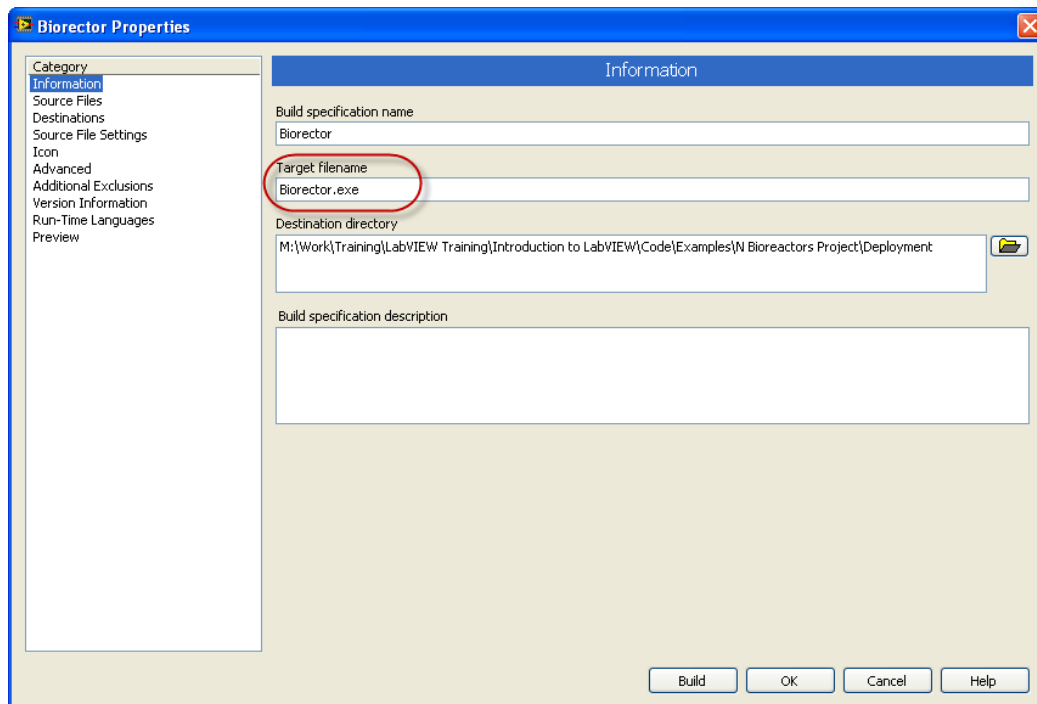 Biorector Properties
Category
Information
Source Files
Destinations
Source File Settings
Icon
Advanced
Additional Exclusions
Version Information
Run-Time Languages
Preview
Information
Build specification name
Biorector
Target filename
Biorector.exe
Destination directory
M:\Work\Training\LabVIEW Training\Introduction to LabVIEW\Code\Examples\N Bioreactors Project\Deployment
Build specification description
Build OK Cancel Help